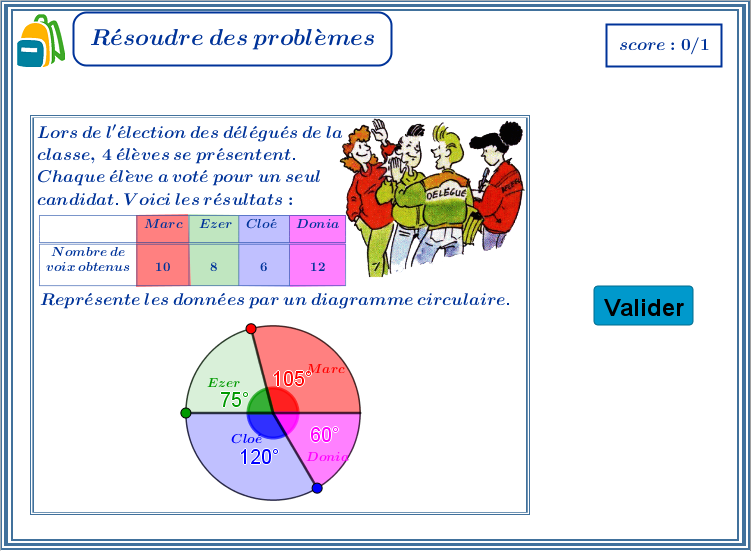 Résoudre des problèmes
score : 0/1
Lors de l'élection des délégués de la
classe, 4 élèves se présentent.
Chaque élève a voté pour un seul
candidat. Voici les résultats :
DÉLÉGUÉ
Marc Ezer Cloé Donia
Nombre de
voix obtenus 10 8 6 12 7
Représente les données par un diagramme circulaire.
Valider
Marc
105°
Ezer
75°
60°
Cloé
Donia
120°